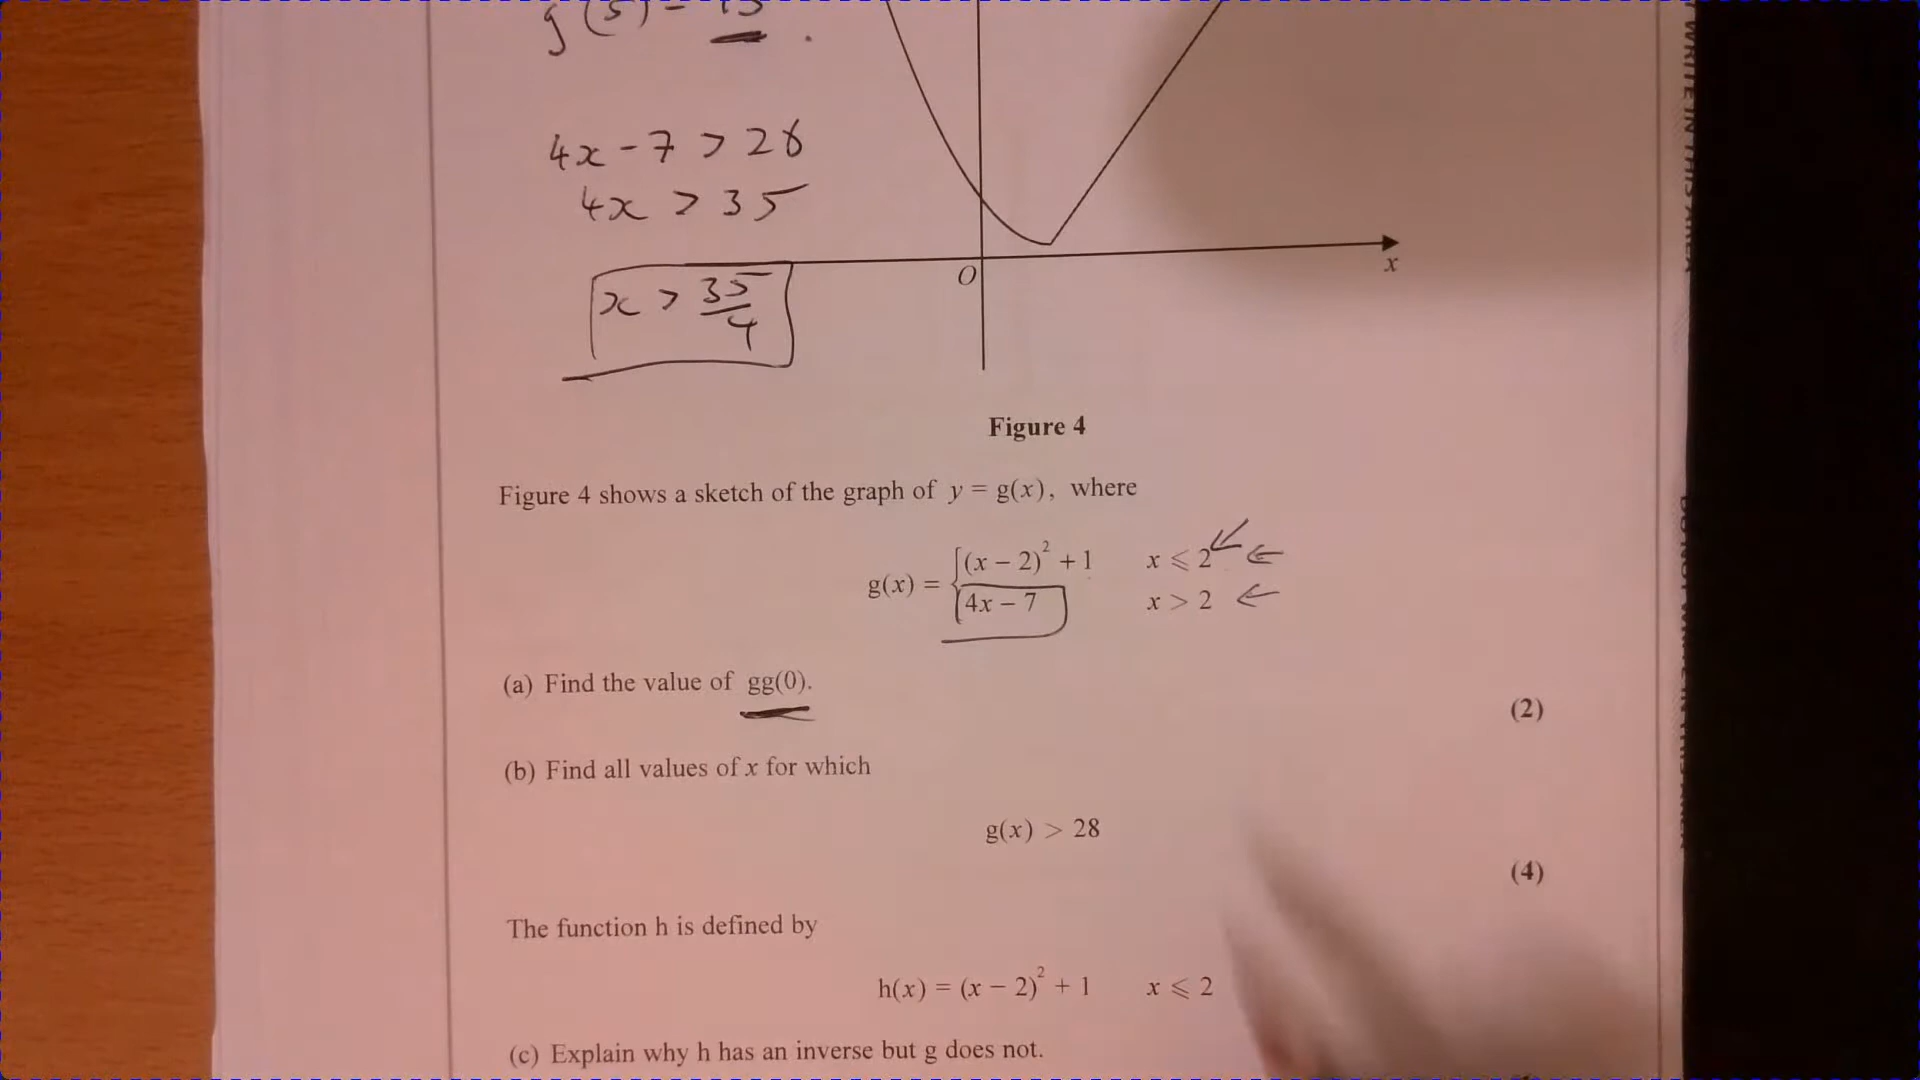 g(5) = 13
4x - 7 > 28
4x > 35
x > 35/4
O
x
Figure 4
Figure 4 shows a sketch of the graph of y = g(x), where
g(x) = { (x − 2)² + 1 x ⩽ 2
4x − 7 x > 2
(a) Find the value of gg(0).
(2)
(b) Find all values of x for which
g(x) > 28
(4)
The function h is defined by
h(x) = (x − 2)² + 1 x ⩽ 2
(c) Explain why h has an inverse but g does not.